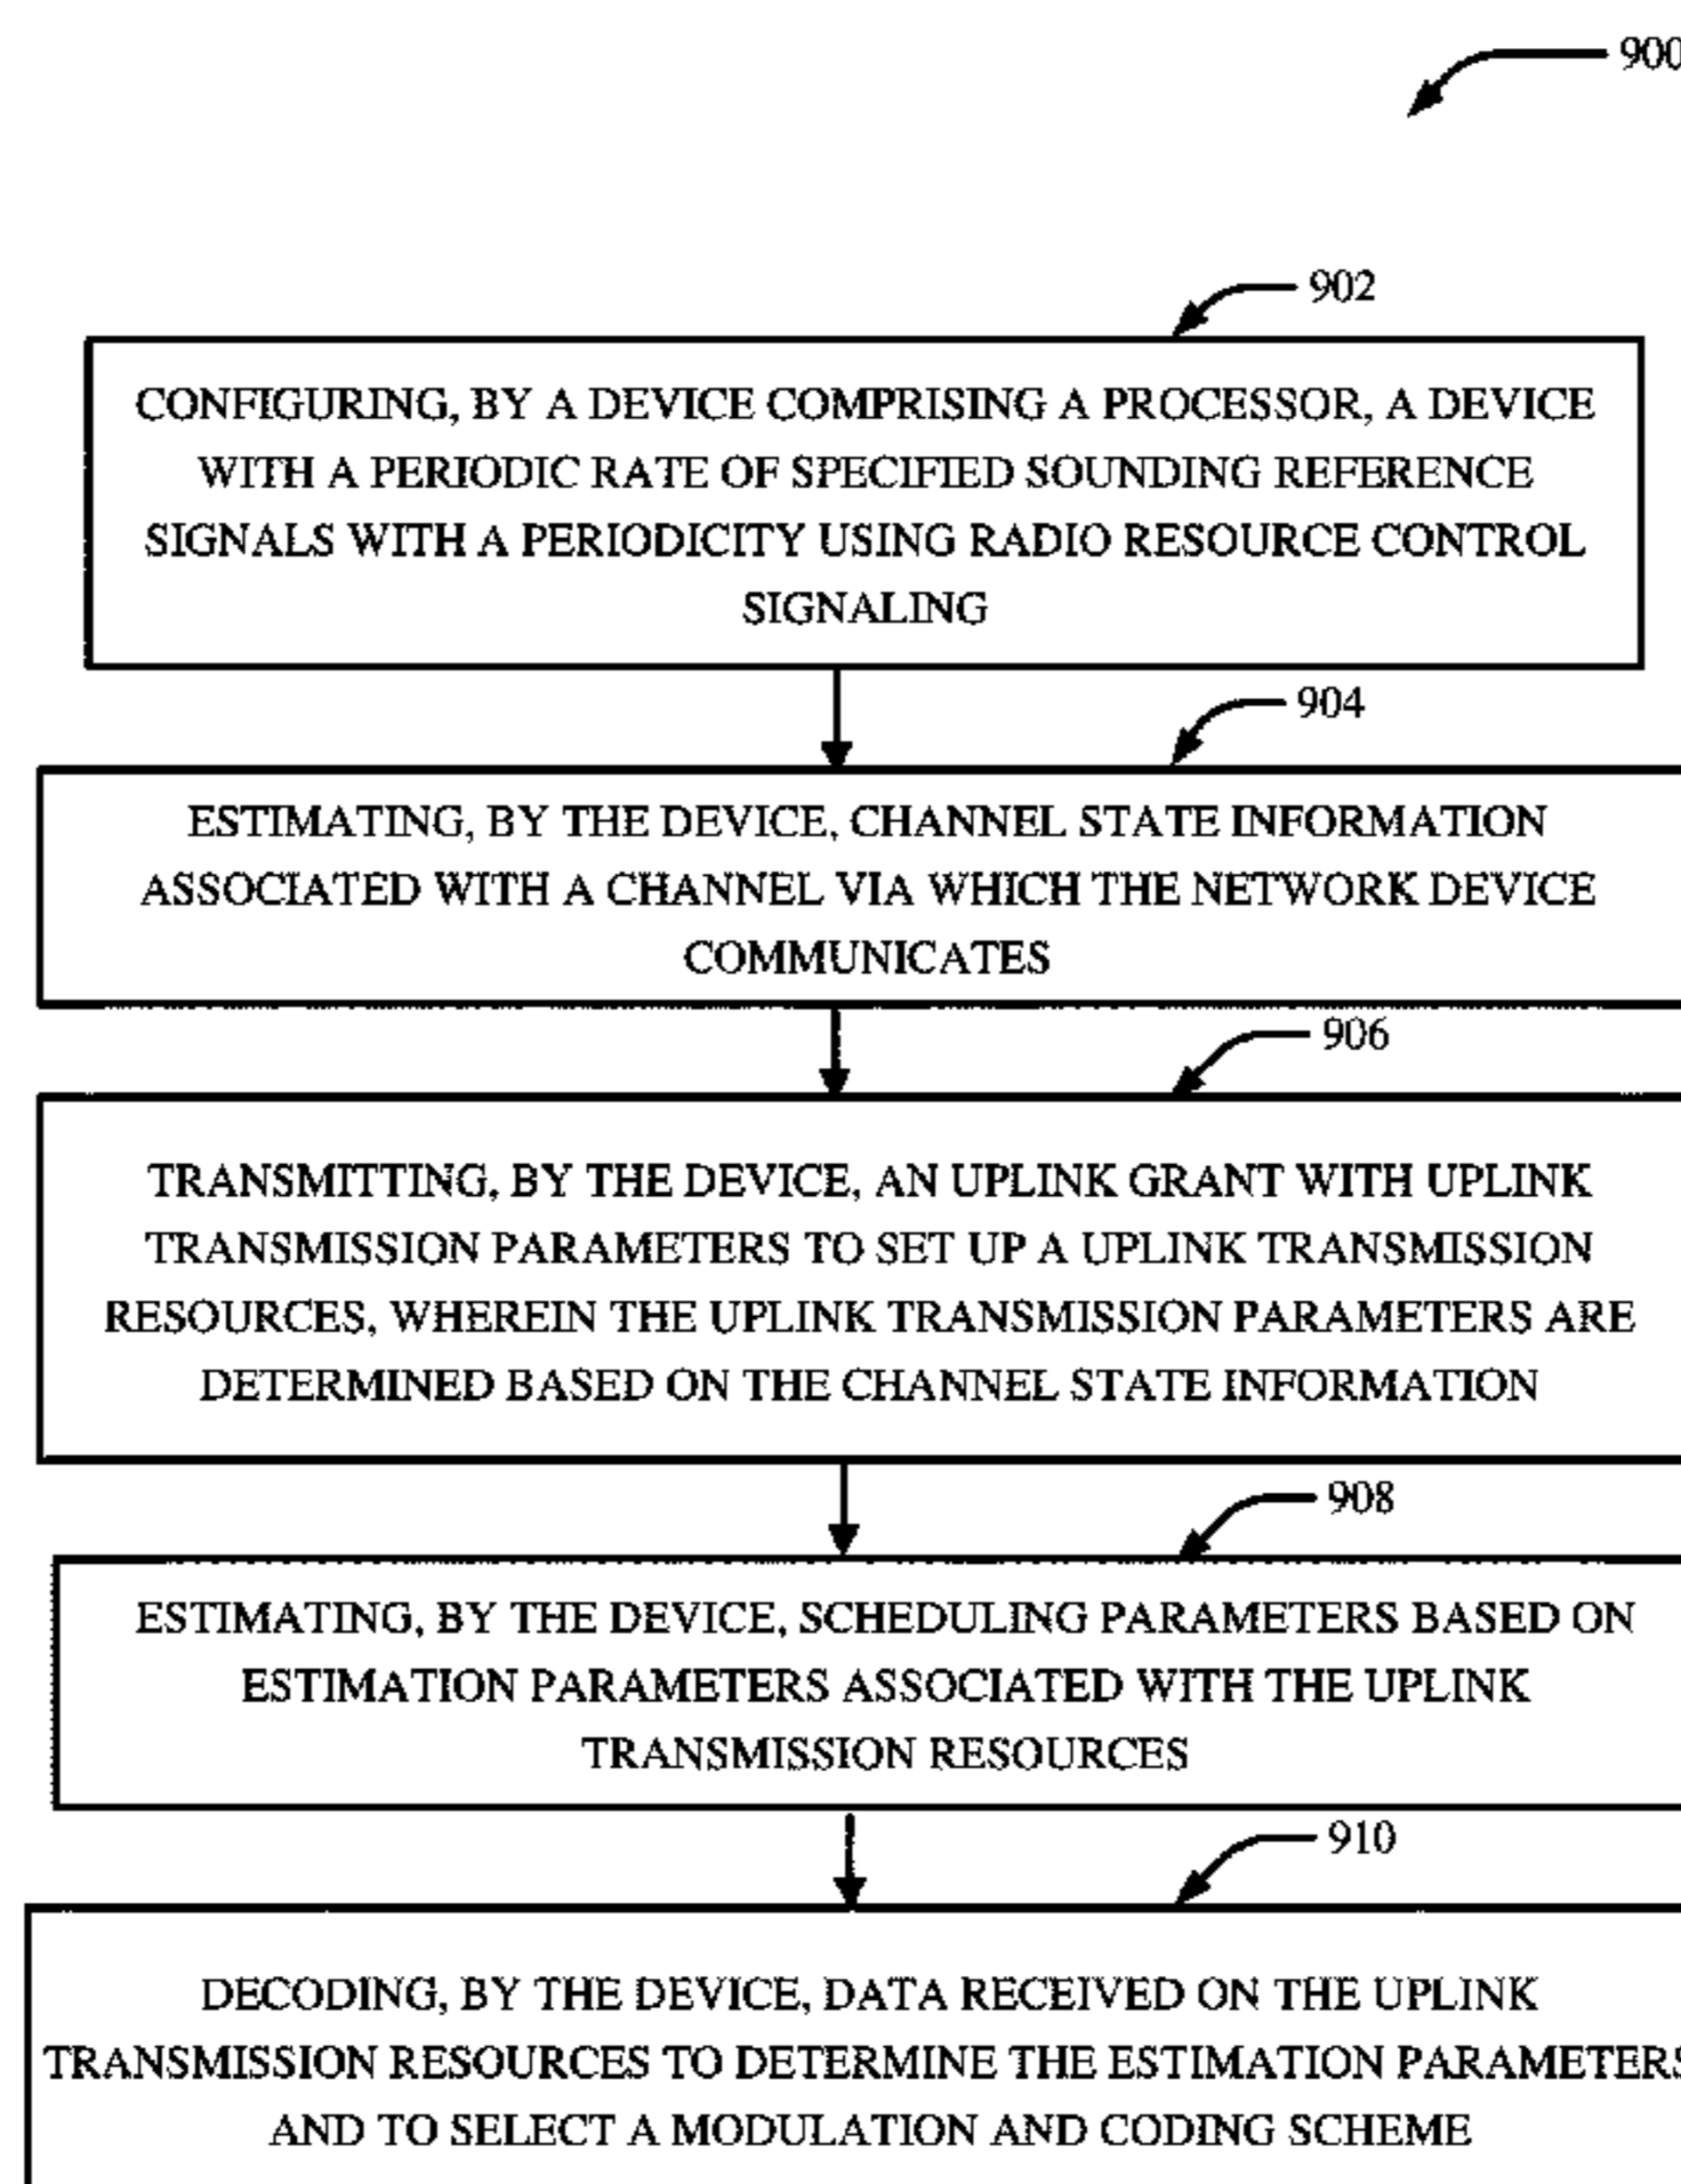 900
902
CONFIGURING, BY A DEVICE COMPRISING A PROCESSOR, A DEVICE
WITH A PERIODIC RATE OF SPECIFIED SOUNDING REFERENCE
SIGNALS WITH A PERIODICITY USING RADIO RESOURCE CONTROL
SIGNALING
904
ESTIMATING, BY THE DEVICE, CHANNEL STATE INFORMATION
ASSOCIATED WITH A CHANNEL VIA WHICH THE NETWORK DEVICE
COMMUNICATES
906
TRANSMITTING, BY THE DEVICE, AN UPLINK GRANT WITH UPLINK
TRANSMISSION PARAMETERS TO SET UP A UPLINK TRANSMISSION
RESOURCES, WHEREIN THE UPLINK TRANSMISSION PARAMETERS ARE
DETERMINED BASED ON THE CHANNEL STATE INFORMATION
908
ESTIMATING, BY THE DEVICE, SCHEDULING PARAMETERS BASED ON
ESTIMATION PARAMETERS ASSOCIATED WITH THE UPLINK
TRANSMISSION RESOURCES
910
DECODING, BY THE DEVICE, DATA RECEIVED ON THE UPLINK
TRANSMISSION RESOURCES TO DETERMINE THE ESTIMATION PARAMETERS
AND TO SELECT A MODULATION AND CODING SCHEME